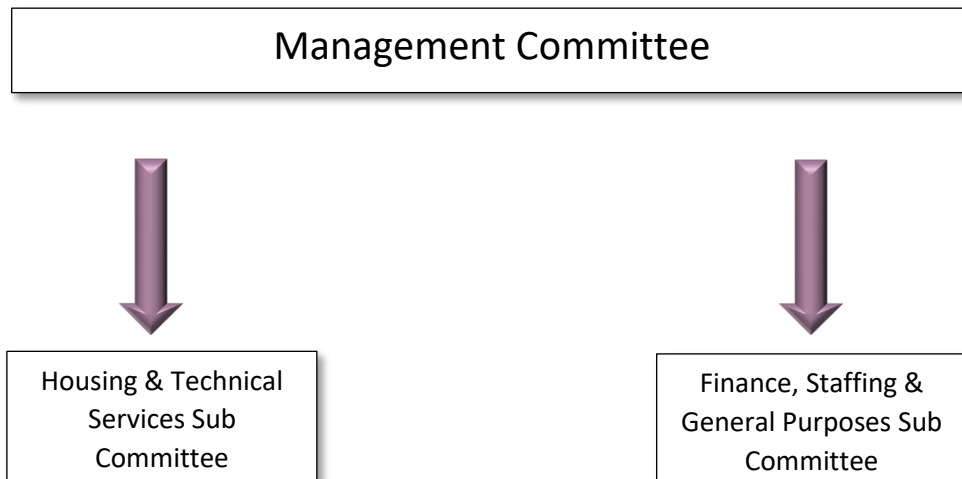 Management Committee
Housing & Technical
Services Sub
Committee
Finance, Staffing &
General Purposes Sub
Committee